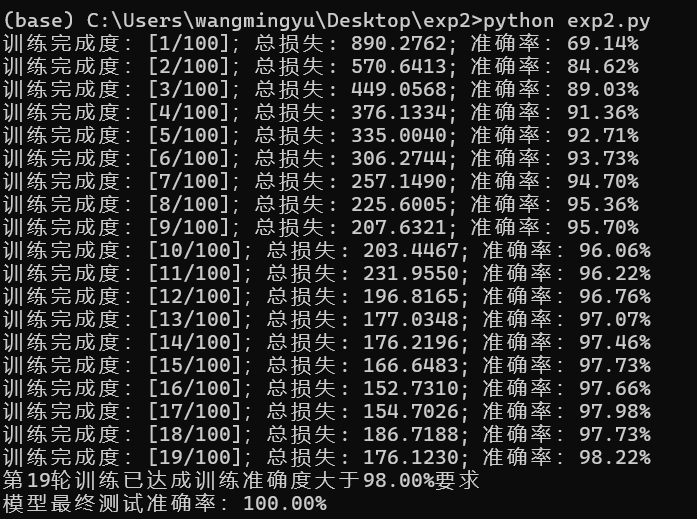 (base) C:\Users\wangmingyu\Desktop\exp2>python exp2.py
训练完成度: [1/100]; 总损失: 890.2762; 准确率: 69.14%
训练完成度: [2/100]; 总损失: 570.6413; 准确率: 84.62%
训练完成度: [3/100]; 总损失: 449.0568; 准确率: 89.03%
训练完成度: [4/100]; 总损失: 376.1334; 准确率: 91.36%
训练完成度: [5/100]; 总损失: 335.0040; 准确率: 92.71%
训练完成度: [6/100]; 总损失: 306.2744; 准确率: 93.73%
训练完成度: [7/100]; 总损失: 257.1490; 准确率: 94.70%
训练完成度: [8/100]; 总损失: 225.6005; 准确率: 95.36%
训练完成度: [9/100]; 总损失: 207.6321; 准确率: 95.70%
训练完成度: [10/100]; 总损失: 203.4467; 准确率: 96.06%
训练完成度: [11/100]; 总损失: 231.9550; 准确率: 96.22%
训练完成度: [12/100]; 总损失: 196.8165; 准确率: 96.76%
训练完成度: [13/100]; 总损失: 177.0348; 准确率: 97.07%
训练完成度: [14/100]; 总损失: 176.2196; 准确率: 97.46%
训练完成度: [15/100]; 总损失: 166.6483; 准确率: 97.73%
训练完成度: [16/100]; 总损失: 152.7310; 准确率: 97.66%
训练完成度: [17/100]; 总损失: 154.7026; 准确率: 97.98%
训练完成度: [18/100]; 总损失: 186.7188; 准确率: 97.73%
训练完成度: [19/100]; 总损失: 176.1230; 准确率: 98.22%
第19轮训练已达成训练准确度大于98.00%要求
模型最终测试准确率: 100.00%